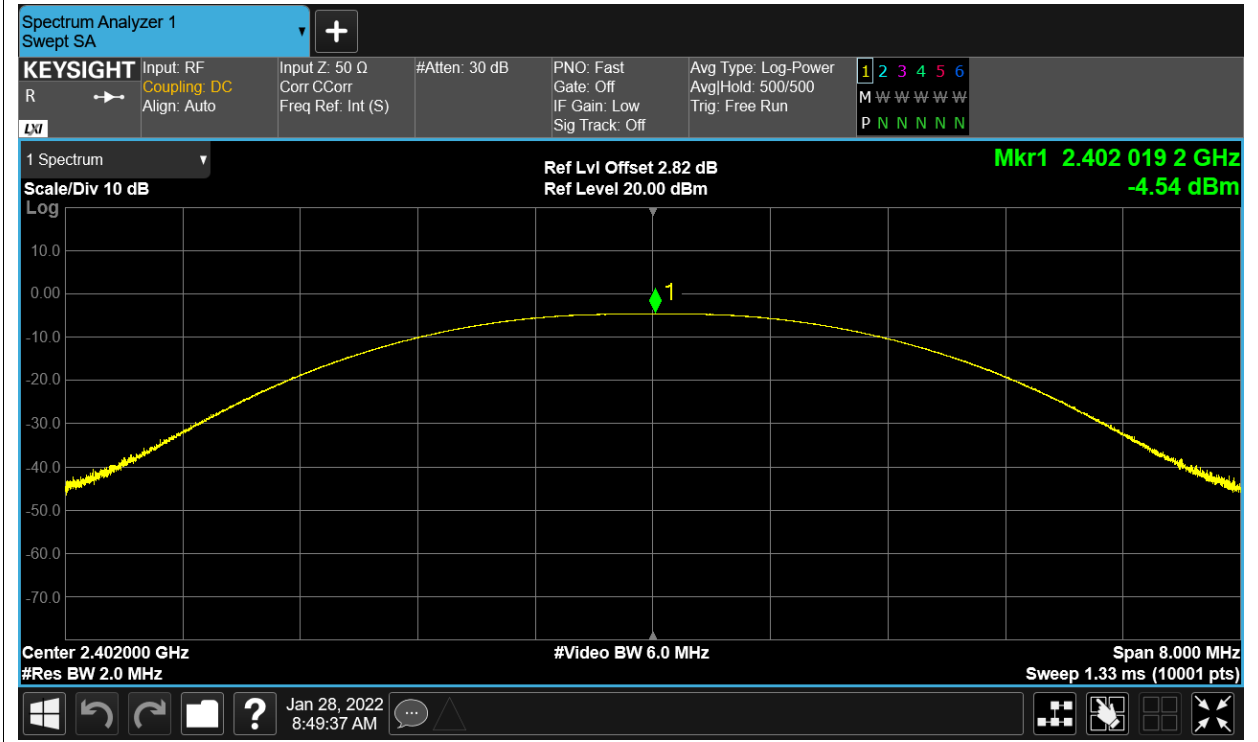 Spectrum Analyzer 1
Swept SA
+
KEYSIGHT
R
LXI
Input: RF
Coupling: DC
Align: Auto
Input Z: 50 Ω
Corr CCorr
Freq Ref: Int (S)
#Atten: 30 dB
PNO: Fast
Gate: Off
IF Gain: Low
Sig Track: Off
Avg Type: Log-Power
Avg|Hold: 500/500
Trig: Free Run
1 2 3 4 5 6
M W W W W W
P N N N N N
1 Spectrum
Scale/Div 10 dB
Log
Ref Lvl Offset 2.82 dB
Ref Level 20.00 dBm
Mkr1 2.402 019 2 GHz
-4.54 dBm
10.0
0.00
-10.0
-20.0
-30.0
-40.0
-50.0
-60.0
-70.0
1
Center 2.402000 GHz
#Res BW 2.0 MHz
#Video BW 6.0 MHz
Span 8.000 MHz
Sweep 1.33 ms (10001 pts)
?
Jan 28, 2022
8:49:37 AM